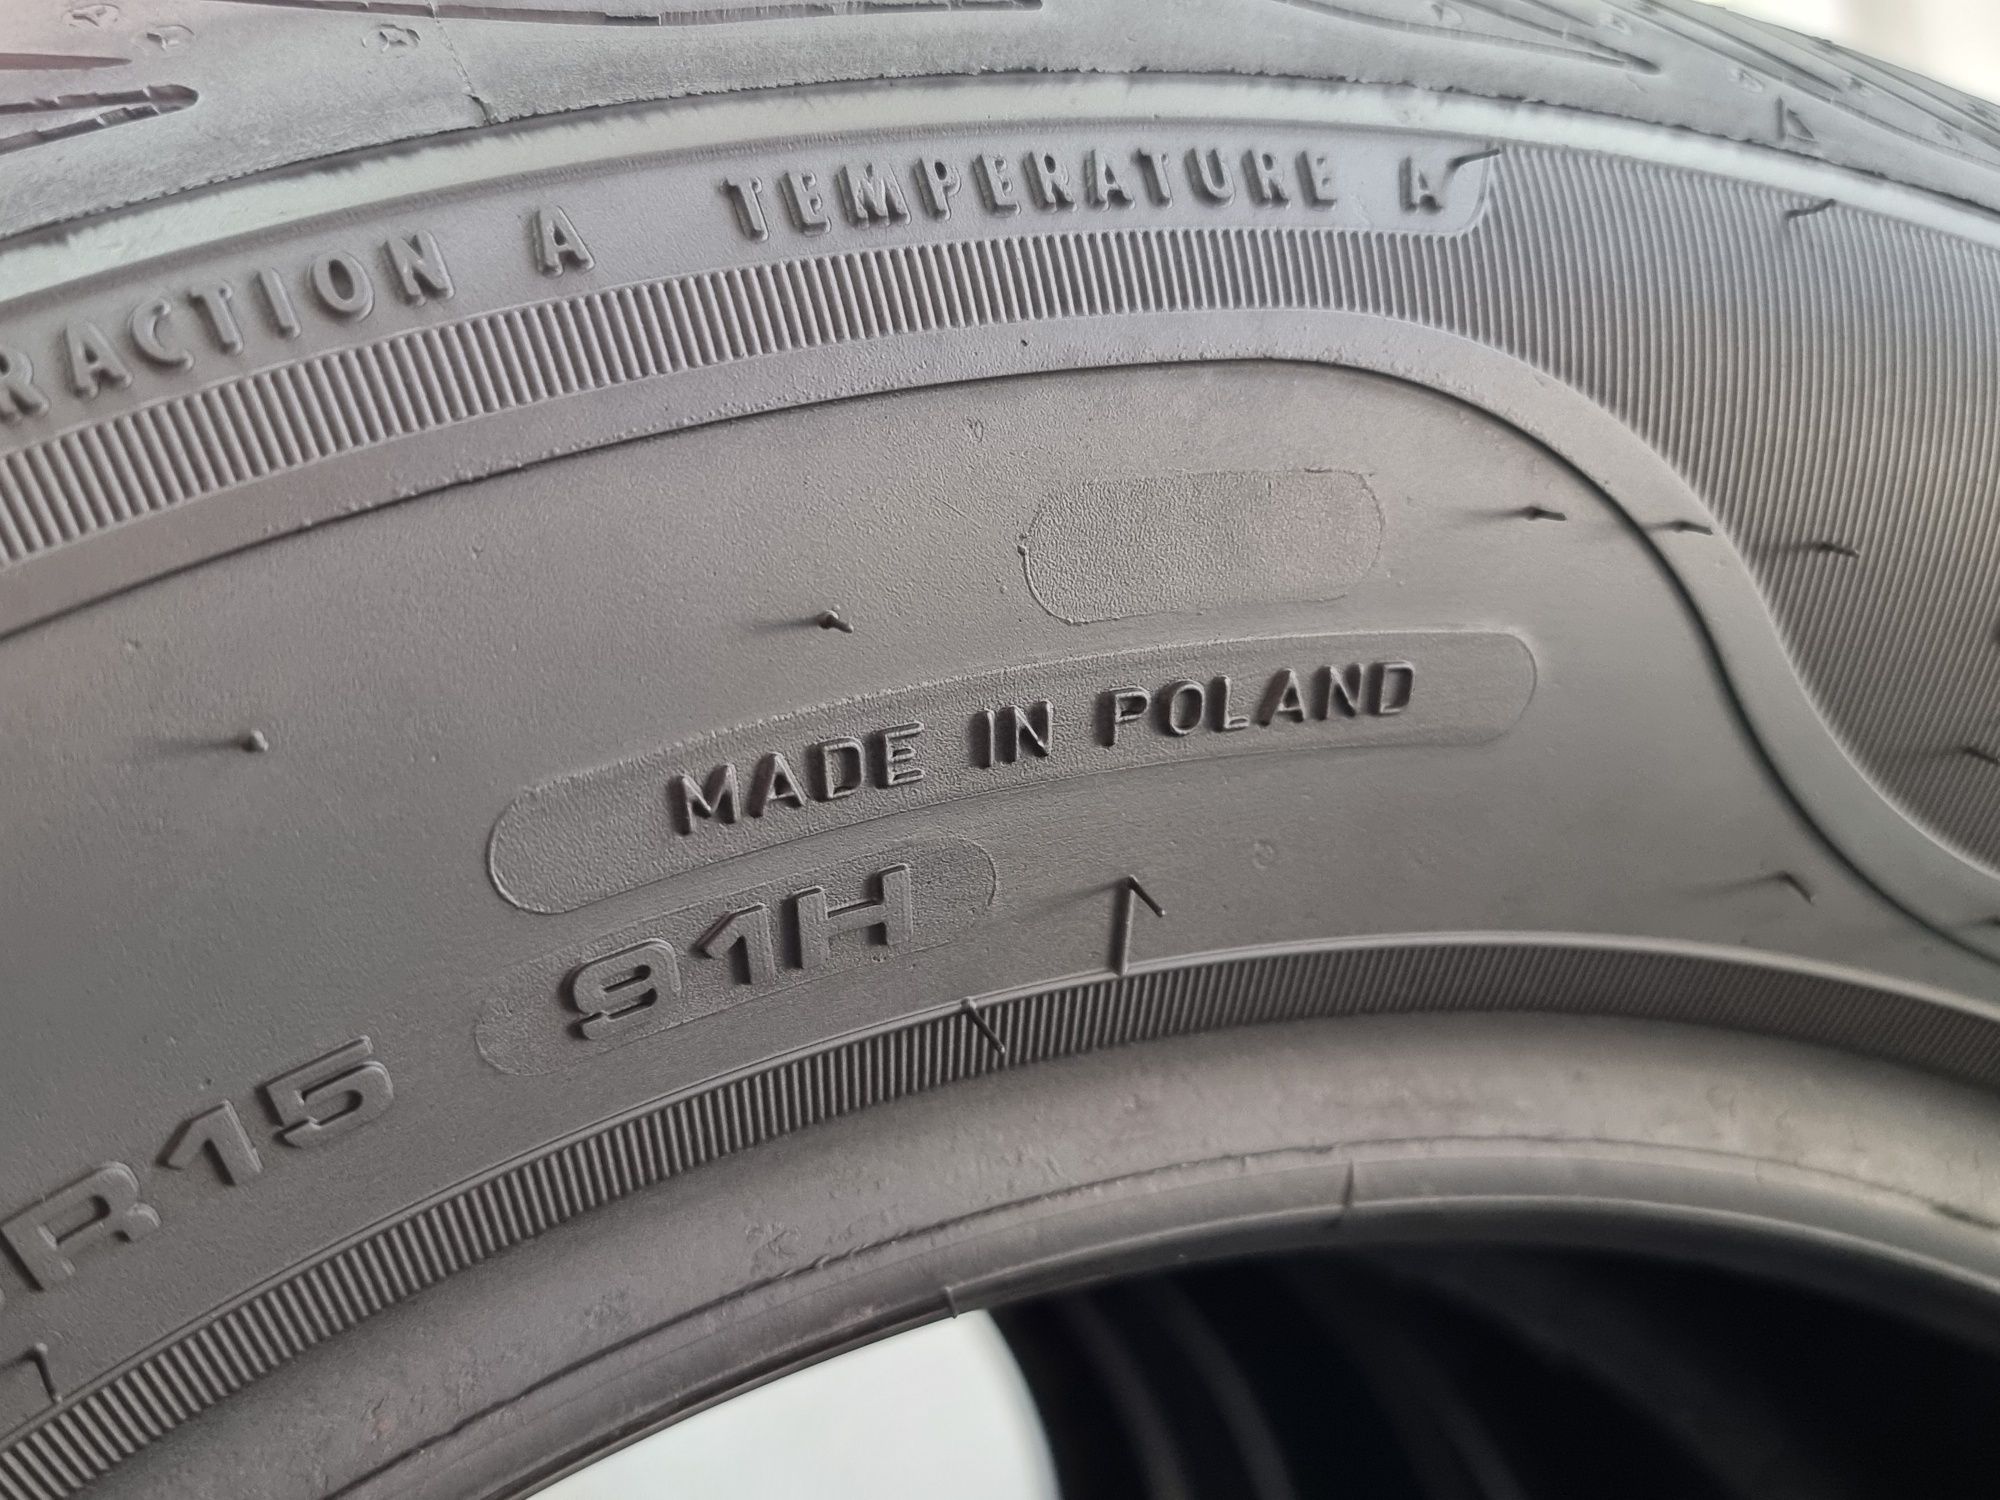 RACTION A TEMPERATURE A
MADE IN POLAND
91H
R15